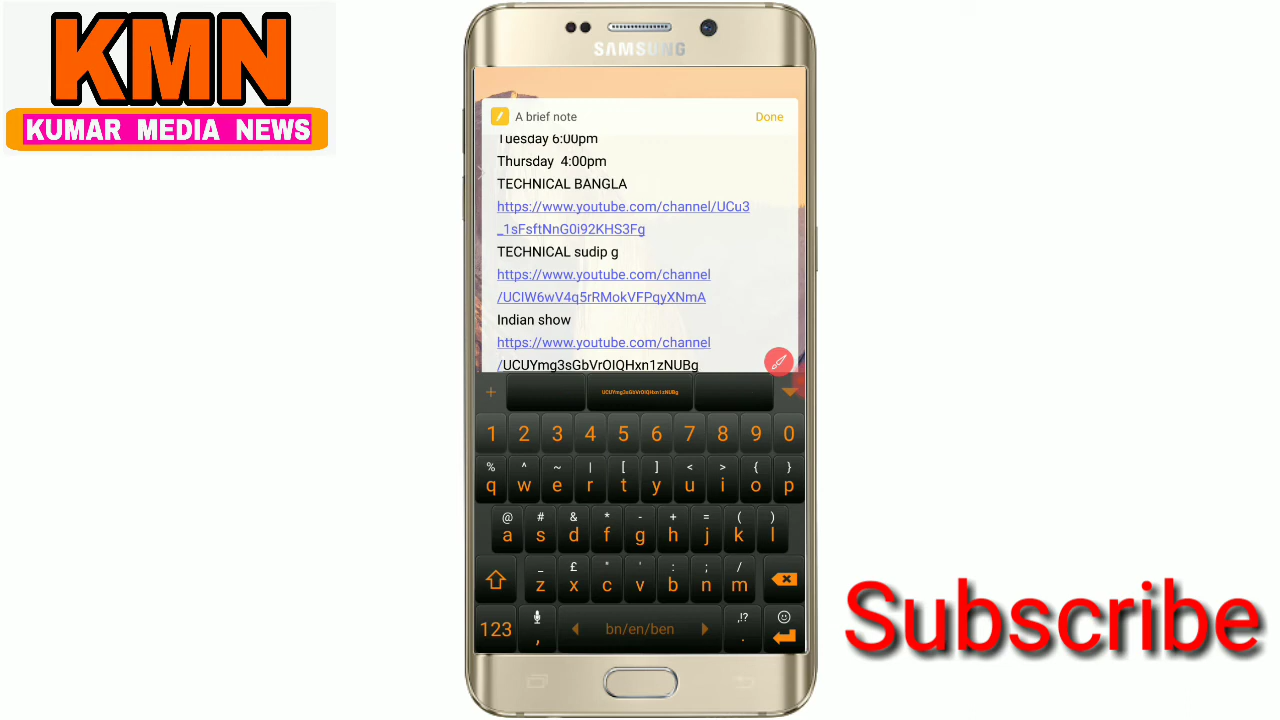 KMN
KUMAR MEDIA NEWS
SAMSUNG
A brief note
Done
Tuesday 6:00pm
Thursday 4:00pm
TECHNICAL BANGLA
https://www.youtube.com/channel/UCu3
_1sFsftNnG0i92KHS3Fg
TECHNICAL sudip g
https://www.youtube.com/channel
/UCIW6wV4q5rRMokVFPqyXNmA
Indian show
https://www.youtube.com/channel
/UCUYmg3sGbVrOIQHxn1zNUBg
+ UCUYmg3sGbVrOIQHxn1zNUBg
1 2 3 4 5 6 7 8 9 0
% ^ ~ | [ ] < > { }
q w e r t y u i o p
@ # & * - + = ( )
a s d f g h j k l
_ £ " ' : ; /
z x c v b n m
,!?
123 , bn/en/ben .
Subscribe